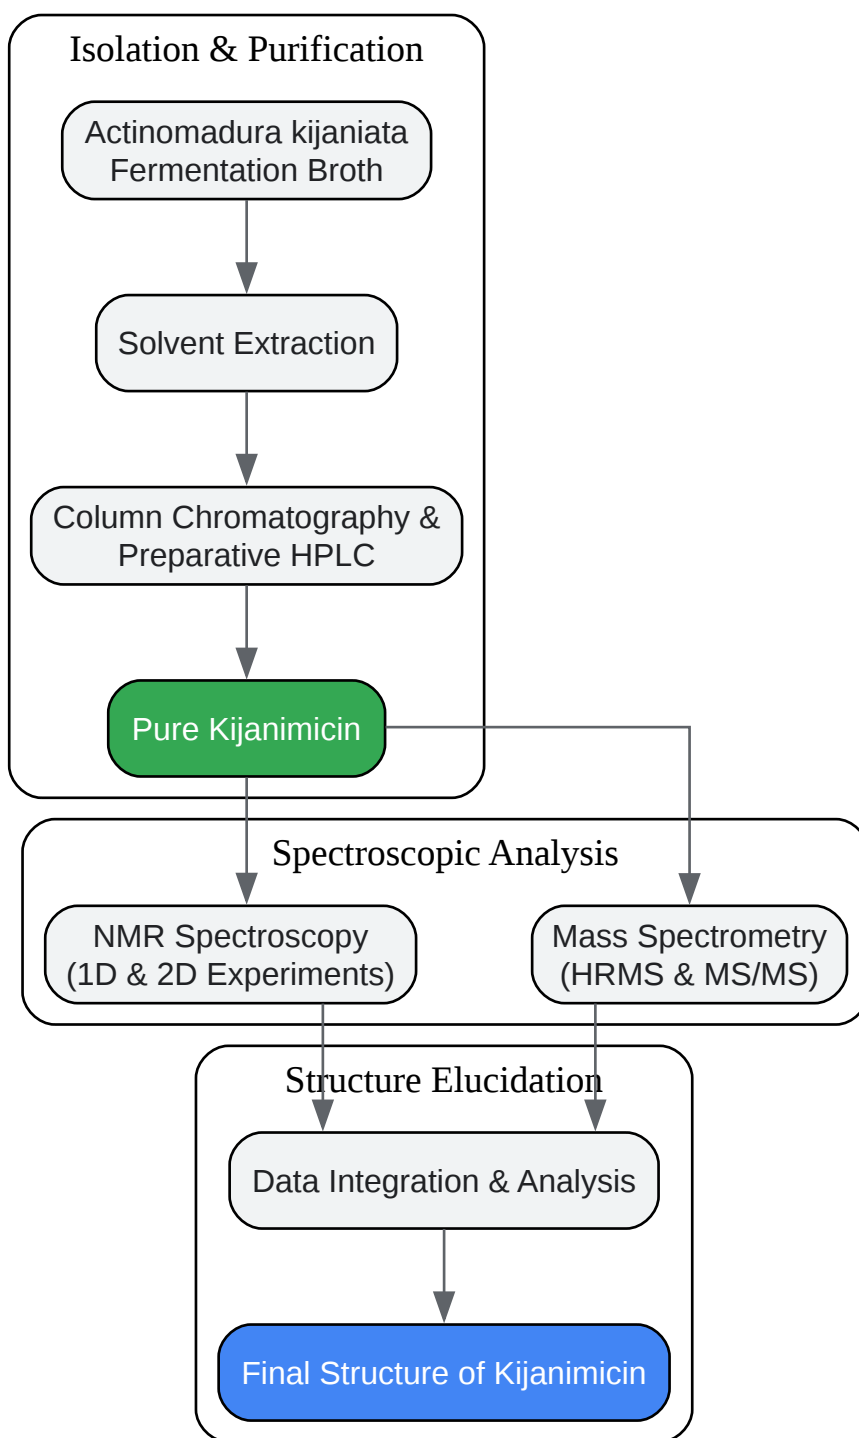 Isolation & Purification
Actinomadura kijaniata
Fermentation Broth
Solvent Extraction
Column Chromatography &
Preparative HPLC
Pure Kijanimicin
Spectroscopic Analysis
NMR Spectroscopy
(1D & 2D Experiments)
Mass Spectrometry
(HRMS & MS/MS)
Structure Elucidation
Data Integration & Analysis
Final Structure of Kijanimicin